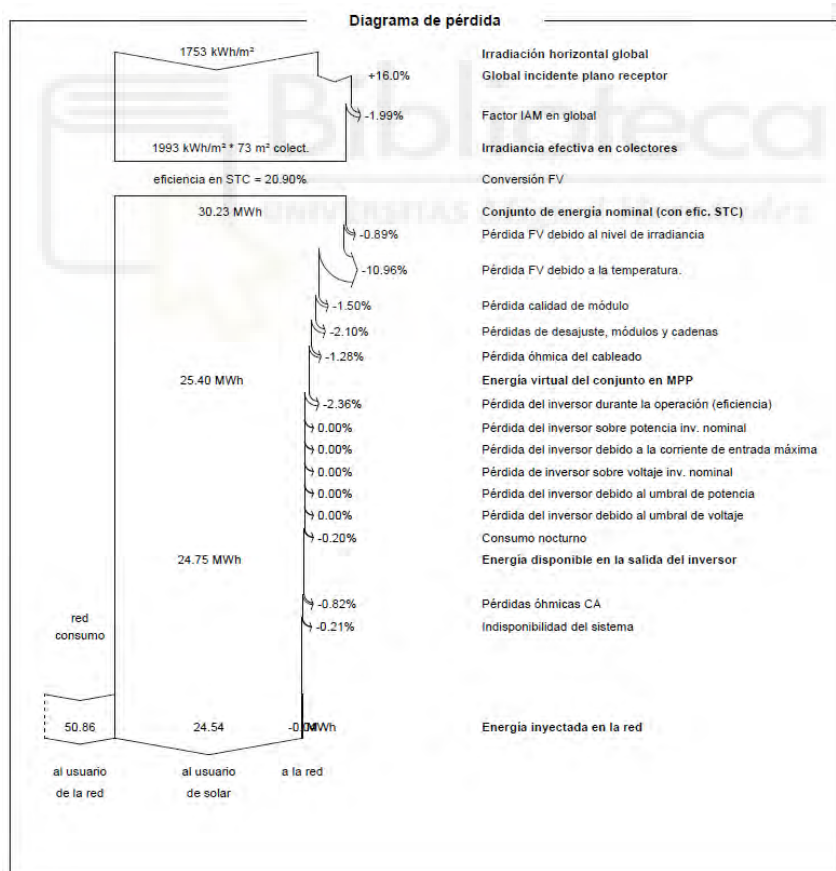 Diagrama de pérdida
1753 kWh/m² Irradiación horizontal global
+16.0% Global incidente plano receptor
-1.99% Factor IAM en global
1993 kWh/m² * 73 m² colect. Irradiancia efectiva en colectores
eficiencia en STC = 20.90% Conversión FV
30.23 MWh Conjunto de energía nominal (con efic. STC)
-0.89% Pérdida FV debido al nivel de irradiancia
-10.96% Pérdida FV debido a la temperatura.
-1.50% Pérdida calidad de módulo
-2.10% Pérdidas de desajuste, módulos y cadenas
-1.28% Pérdida óhmica del cableado
25.40 MWh Energía virtual del conjunto en MPP
-2.36% Pérdida del inversor durante la operación (eficiencia)
0.00% Pérdida del inversor sobre potencia inv. nominal
0.00% Pérdida del inversor debido a la corriente de entrada máxima
0.00% Pérdida de inversor sobre voltaje inv. nominal
0.00% Pérdida del inversor debido al umbral de potencia
0.00% Pérdida del inversor debido al umbral de voltaje
-0.20% Consumo nocturno
24.75 MWh Energía disponible en la salida del inversor
-0.82% Pérdidas óhmicas CA
red -0.21% Indisponibilidad del sistema
consumo
50.86 24.54 MWh Energía inyectada en la red
al usuario al usuario a la red
de la red de solar
Biblioteca
UNIVERSITAS Miguel Hernández